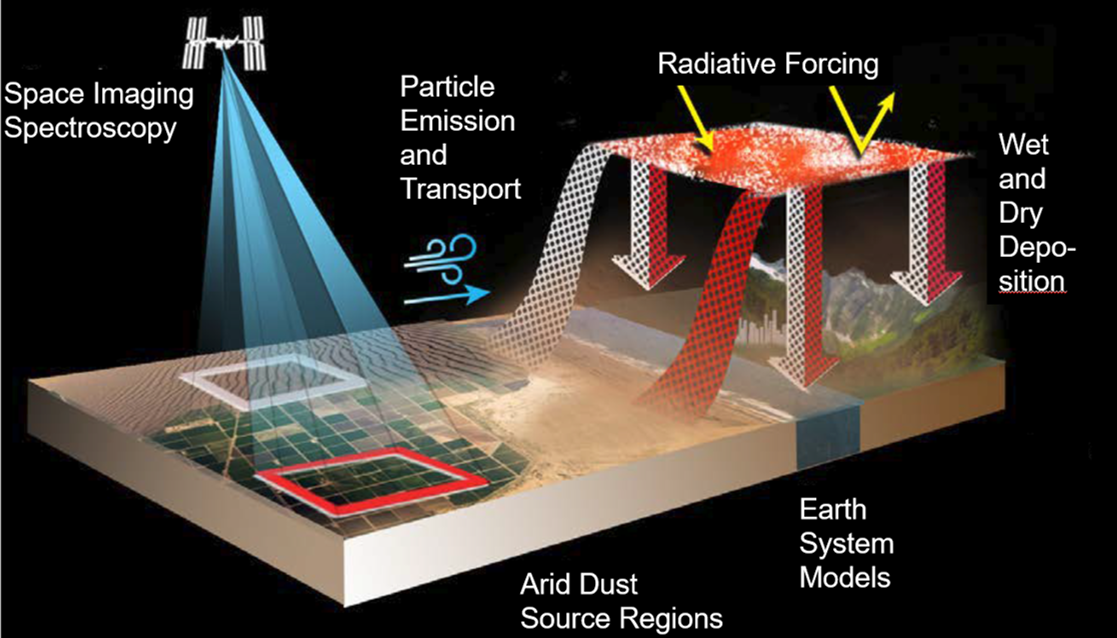 Space Imaging
Spectroscopy
Particle
Emission
and
Transport
Radiative Forcing
Wet
and
Dry
Depo-
sition
Earth
System
Models
Arid Dust
Source Regions